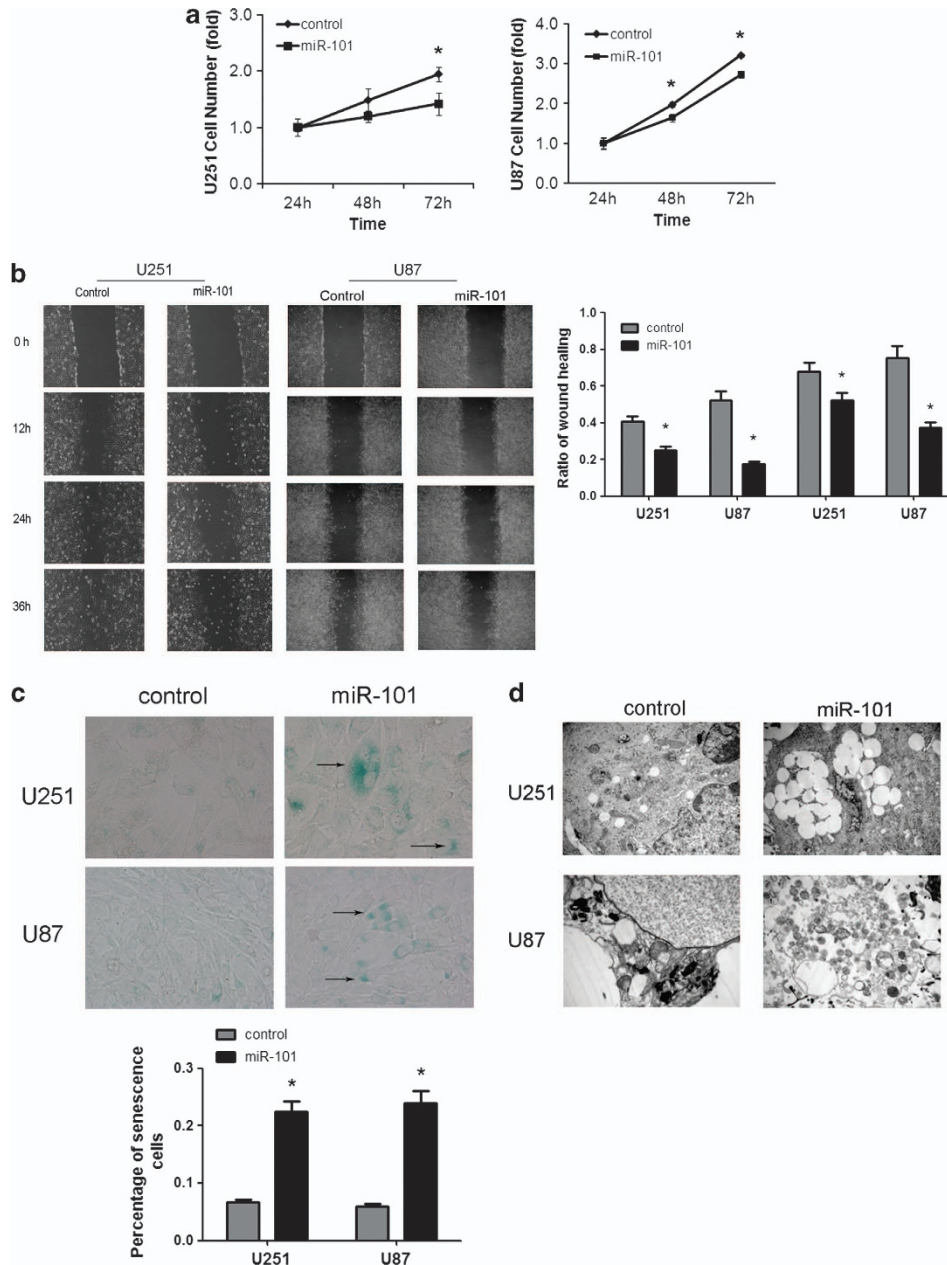 a
U251 Cell Number (fold)
3.0
2.0
1.0
0.0
control
miR-101
*
24h 48h 72h
Time
U87 Cell Number (fold)
4.0
3.0
2.0
1.0
0.0
control
miR-101
* *
24h 48h 72h
Time
b
U251 U87
Control miR-101 Control miR-101
0 h
12h
24h
36h
Ratio of wound healing
1.0
0.8
0.6
0.4
0.2
0.0
control
miR-101
* * * *
U251 U87 U251 U87
c
control miR-101
U251
U87
control
miR-101
Percentage of senescence
cells
0.3
0.2
0.1
0.0
* *
U251 U87
d
control miR-101
U251
U87